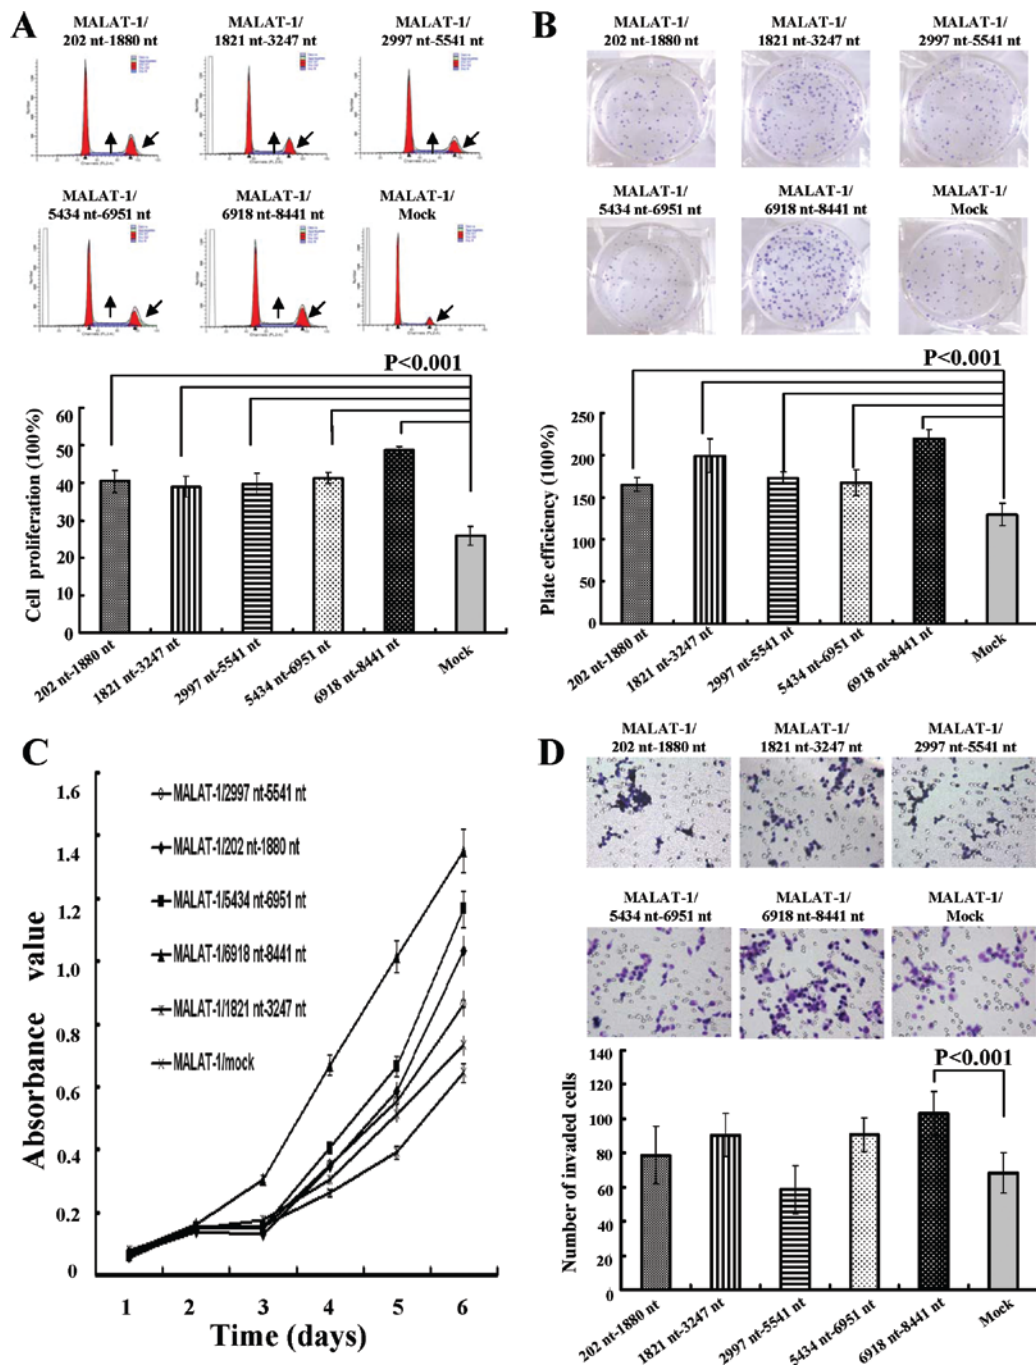 A
MALAT-1/
202 nt-1880 nt
MALAT-1/
1821 nt-3247 nt
MALAT-1/
2997 nt-5541 nt
MALAT-1/
5434 nt-6951 nt
MALAT-1/
6918 nt-8441 nt
MALAT-1/
Mock
P<0.001
Cell proliferation (100%)
60
50
40
30
20
10
0
202 nt-1880 nt
1821 nt-3247 nt
2997 nt-5541 nt
5434 nt-6951 nt
6918 nt-8441 nt
Mock
B
MALAT-1/
202 nt-1880 nt
MALAT-1/
1821 nt-3247 nt
MALAT-1/
2997 nt-5541 nt
MALAT-1/
5434 nt-6951 nt
MALAT-1/
6918 nt-8441 nt
MALAT-1/
Mock
P<0.001
Plate efficiency (100%)
250
200
150
100
50
0
202 nt-1880 nt
1821 nt-3247 nt
2997 nt-5541 nt
5434 nt-6951 nt
6918 nt-8441 nt
Mock
C
Absorbance value
1.6
1.4
1.2
1.0
0.8
0.6
0.4
0.2
0
MALAT-1/2997 nt-5541 nt
MALAT-1/202 nt-1880 nt
MALAT-1/5434 nt-6951 nt
MALAT-1/6918 nt-8441 nt
MALAT-1/1821 nt-3247 nt
MALAT-1/mock
1 2 3 4 5 6
Time (days)
D
MALAT-1/
202 nt-1880 nt
MALAT-1/
1821 nt-3247 nt
MALAT-1/
2997 nt-5541 nt
MALAT-1/
5434 nt-6951 nt
MALAT-1/
6918 nt-8441 nt
MALAT-1/
Mock
P<0.001
Number of invaded cells
140
120
100
80
60
40
20
0
202 nt-1880 nt
1821 nt-3247 nt
2997 nt-5541 nt
5434 nt-6951 nt
6918 nt-8441 nt
Mock